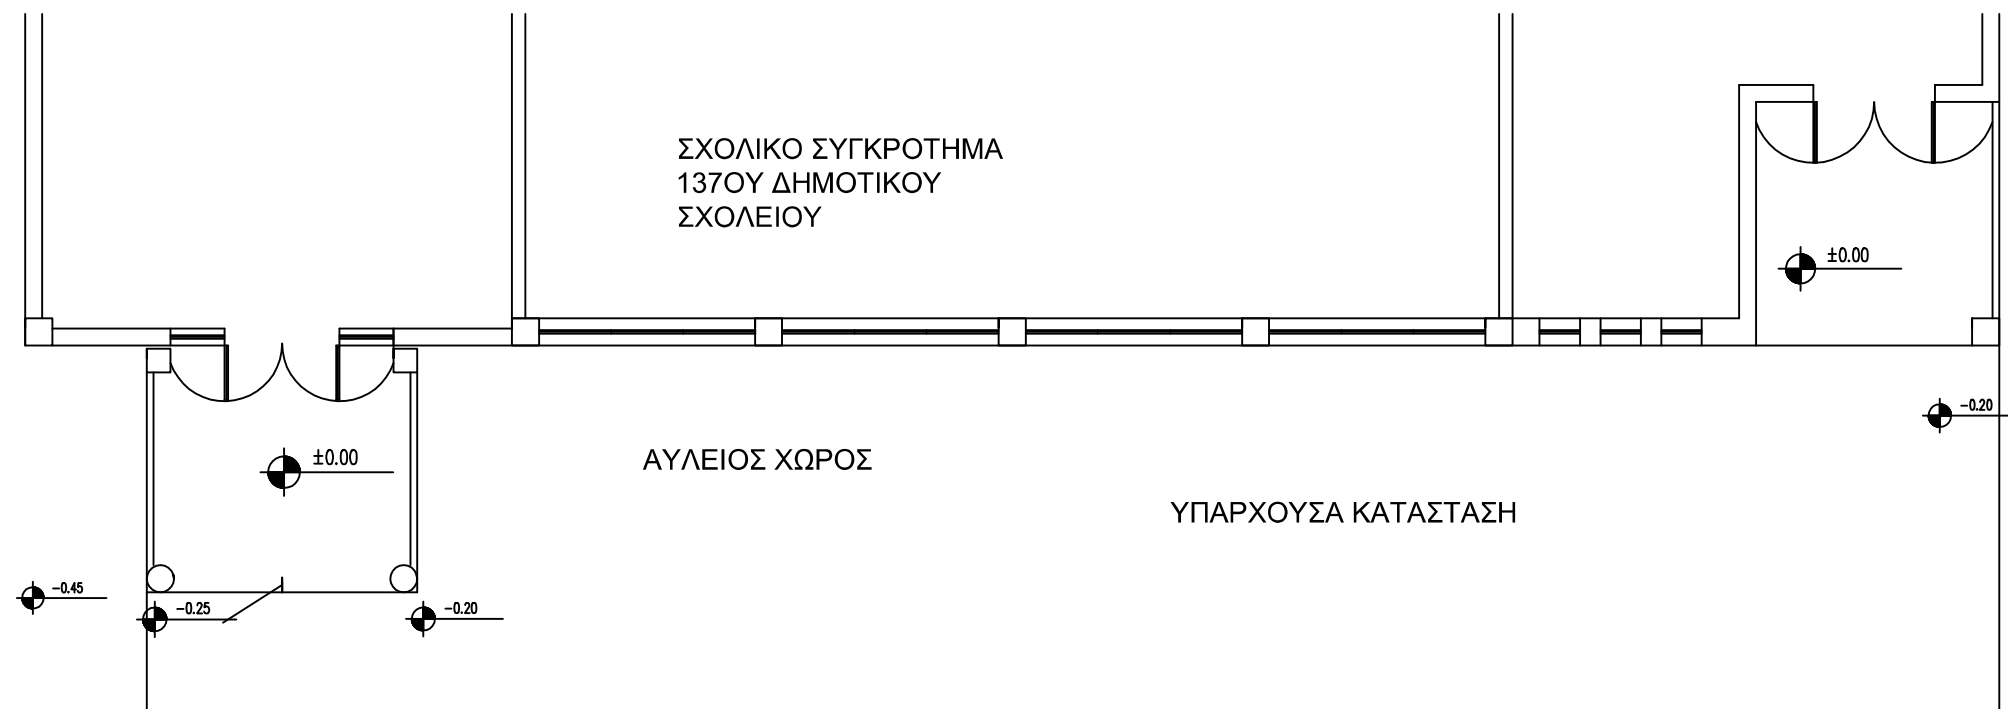 ΣΧΟΛΙΚΟ ΣΥΓΚΡΟΤΗΜΑ
137ΟΥ ΔΗΜΟΤΙΚΟΥ
ΣΧΟΛΕΙΟΥ
±0.00
-0.20
±0.00
ΑΥΛΕΙΟΣ ΧΩΡΟΣ
ΥΠΑΡΧΟΥΣΑ ΚΑΤΑΣΤΑΣΗ
-0.45
-0.25
-0.20